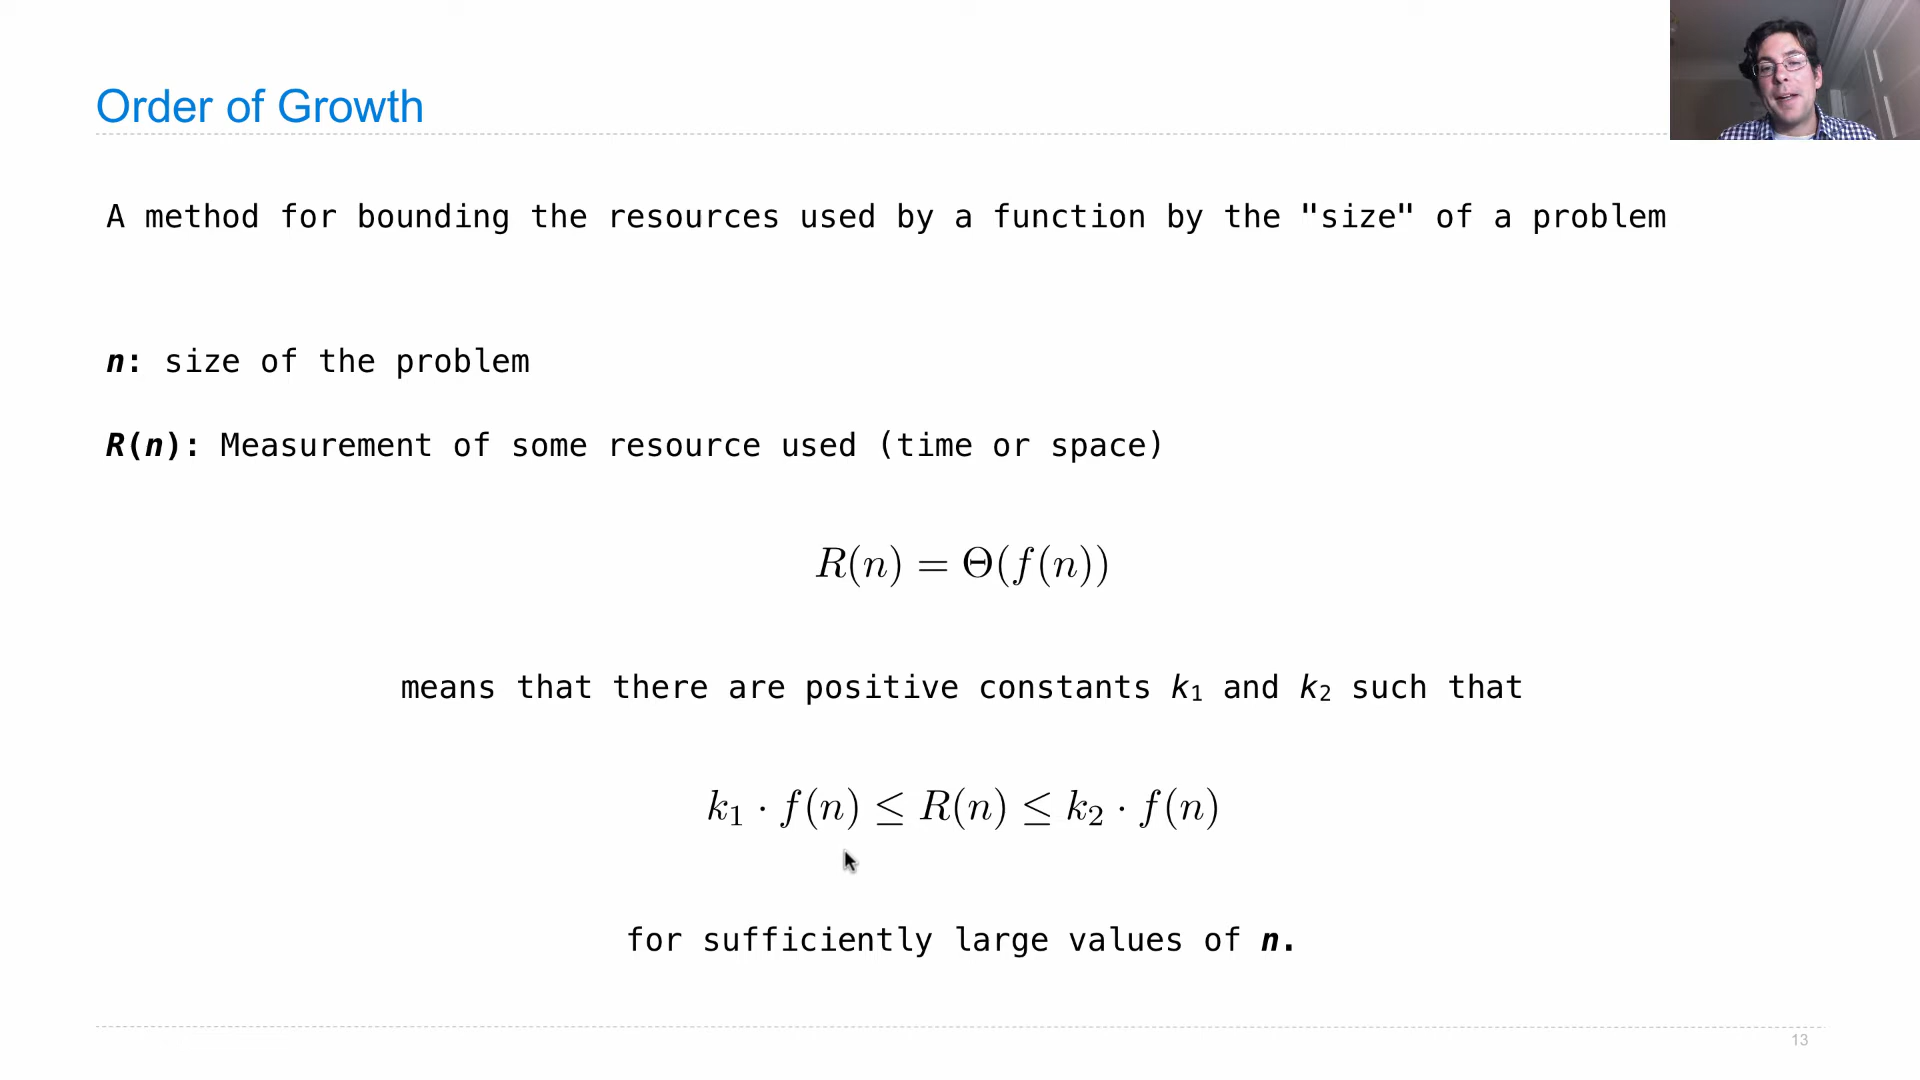 Order of Growth
A method for bounding the resources used by a function by the "size" of a problem
n: size of the problem
R(n): Measurement of some resource used (time or space)
R(n) = Θ(f(n))
means that there are positive constants k₁ and k₂ such that
k₁ · f(n) ≤ R(n) ≤ k₂ · f(n)
for sufficiently large values of n.
13